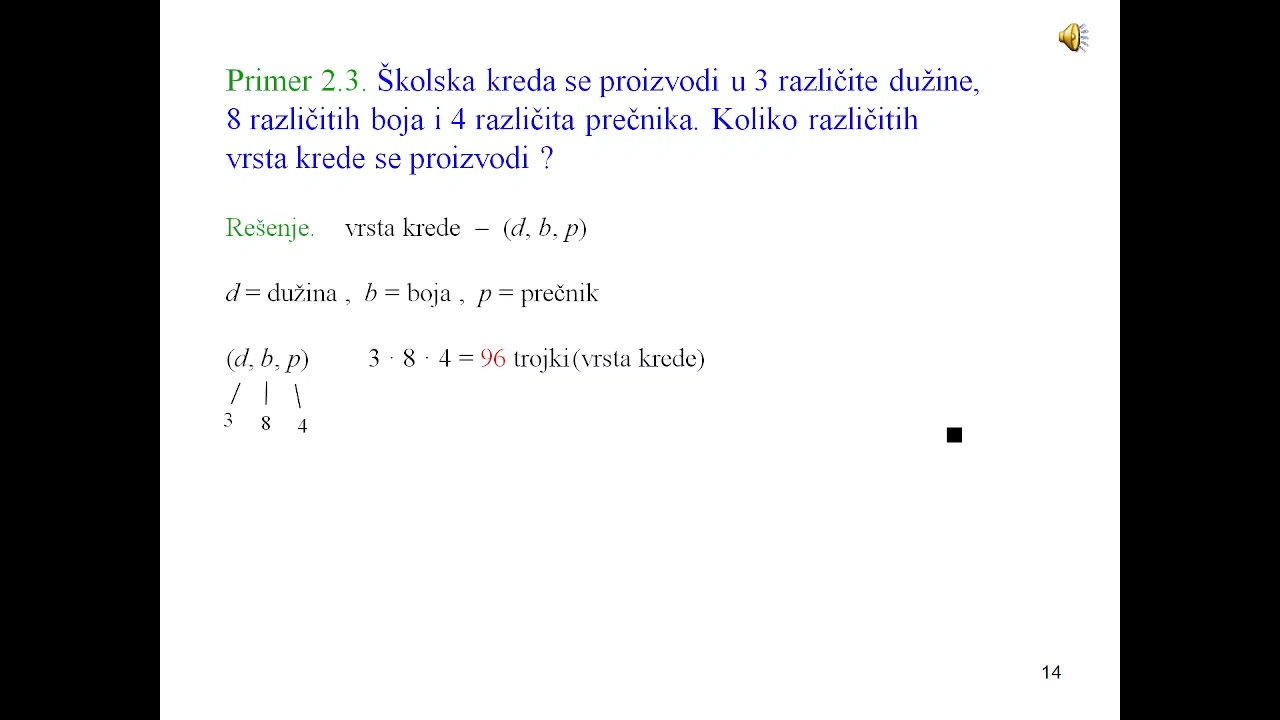 Primer 2.3. Školska kreda se proizvodi u 3 različite dužine,
8 različitih boja i 4 različita prečnika. Koliko različitih
vrsta krede se proizvodi ?
Rešenje. vrsta krede – (d, b, p)
d = dužina , b = boja , p = prečnik
(d, b, p) 3 · 8 · 4 = 96 trojki (vrsta krede)
3 8 4
14